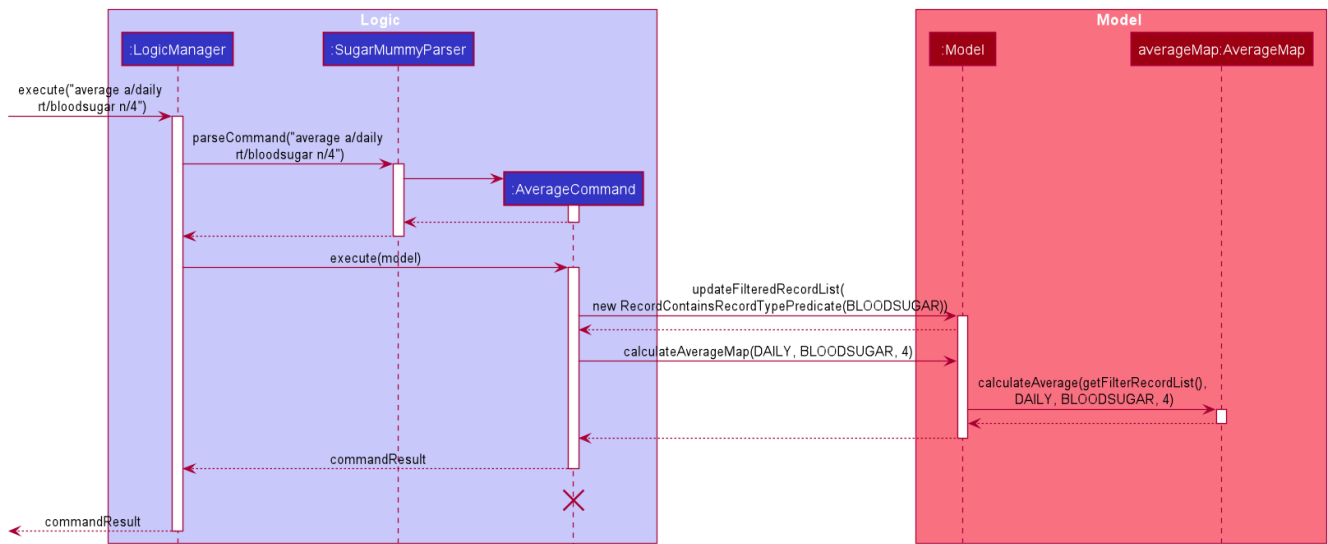 Logic
Model
:LogicManager
:SugarMummyParser
:Model
averageMap:AverageMap
execute("average a/daily
rt/bloodsugar n/4")
parseCommand("average a/daily
rt/bloodsugar n/4")
:AverageCommand
execute(model)
updateFilteredRecordList(
new RecordContainsRecordTypePredicate(BLOODSUGAR))
calculateAverageMap(DAILY, BLOODSUGAR, 4)
calculateAverage(getFilterRecordList(),
DAILY, BLOODSUGAR, 4)
commandResult
commandResult